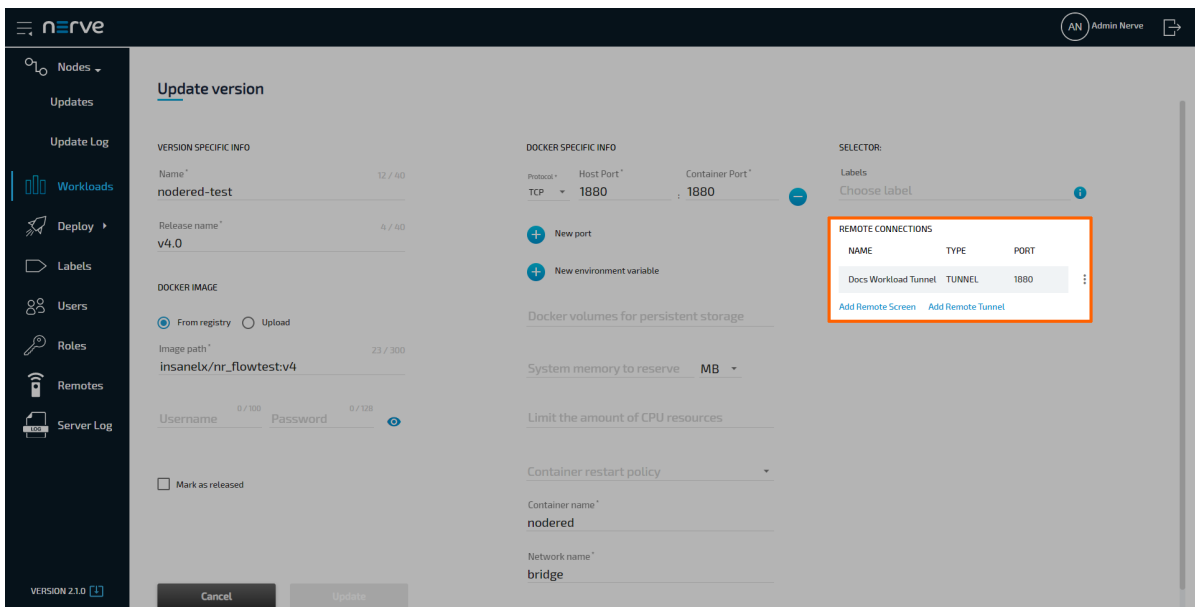 nerve
AN Admin Nerve
Nodes
Updates
Update Log
Workloads
Deploy
Labels
Users
Roles
Remotes
LOG Server Log
VERSION 2.1.0
Update version
VERSION SPECIFIC INFO
Name* 12 / 40
nodered-test
Release name* 4 / 40
v4.0
DOCKER IMAGE
From registry Upload
Image path* 23 / 300
insanelx/nr_flowtest:v4
Username 0 / 100 Password 0 / 128
Mark as released
Cancel Update
DOCKER SPECIFIC INFO
Protocol* Host Port* Container Port*
TCP 1880 : 1880
New port
New environment variable
Docker volumes for persistent storage
System memory to reserve MB
Limit the amount of CPU resources
Container restart policy
Container name*
nodered
Network name*
bridge
SELECTOR:
Labels
Choose label
REMOTE CONNECTIONS
NAME TYPE PORT
Docs Workload Tunnel TUNNEL 1880
Add Remote Screen Add Remote Tunnel